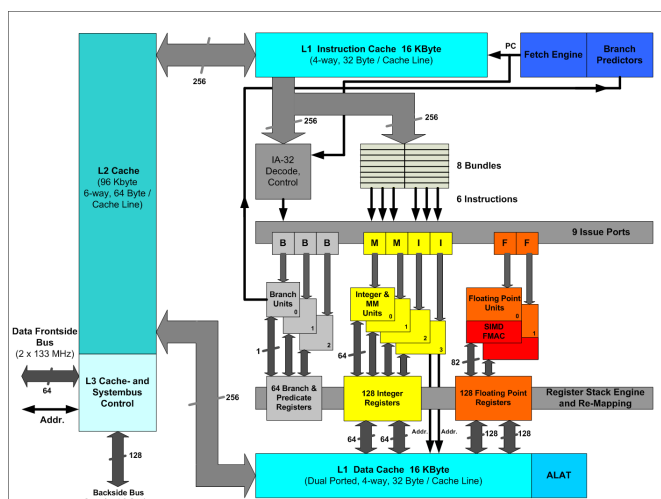 L1 Instruction Cache 16 KByte
(4-way, 32 Byte / Cache Line)
PC
Fetch Engine
Branch
Predictors
256
256
256
L2 Cache
(96 Kbyte
6-way, 64 Byte /
Cache Line)
IA-32
Decode,
Control
8 Bundles
6 Instructions
9 Issue Ports
B B B
M M I I
F F
Branch
Units
0
1
2
Integer &
MM
Units
0
1
2
3
Floating Point
Units
0
1
SIMD
FMAC
Data Frontside
Bus
(2 x 133 MHz)
64
Addr.
L3 Cache- and
Systembus
Control
1
64
82
256
64 Branch &
Predicate
Registers
128 Integer
Registers
128 Floating Point
Registers
Register Stack Engine
and Re-Mapping
128
64
64
Addr.
Addr.
128
128
L1 Data Cache 16 KByte
(Dual Ported, 4-way, 32 Byte / Cache Line)
ALAT
Backside Bus